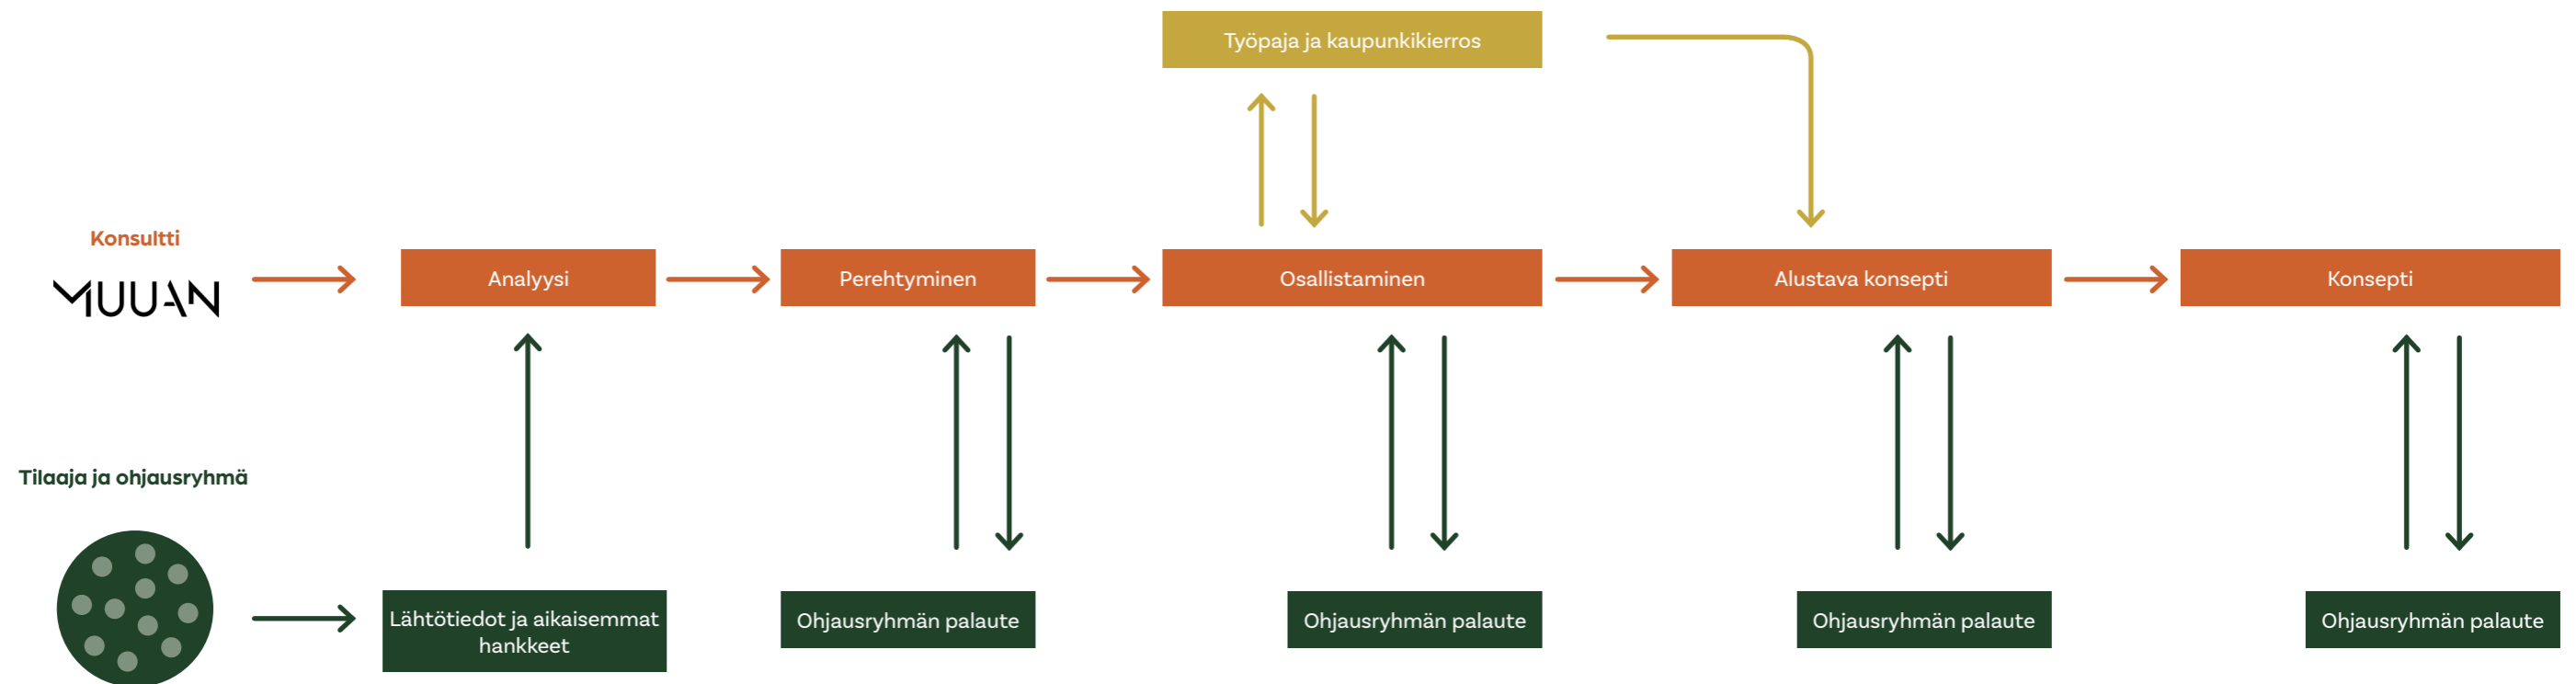 Työpaja ja kaupunkikierros
Konsultti
MUUAN
Analyysi
Perehtyminen
Osallistaminen
Alustava konsepti
Konsepti
Tilaaja ja ohjausryhmä
Lähtötiedot ja aikaisemmat
hankkeet
Ohjausryhmän palaute
Ohjausryhmän palaute
Ohjausryhmän palaute
Ohjausryhmän palaute